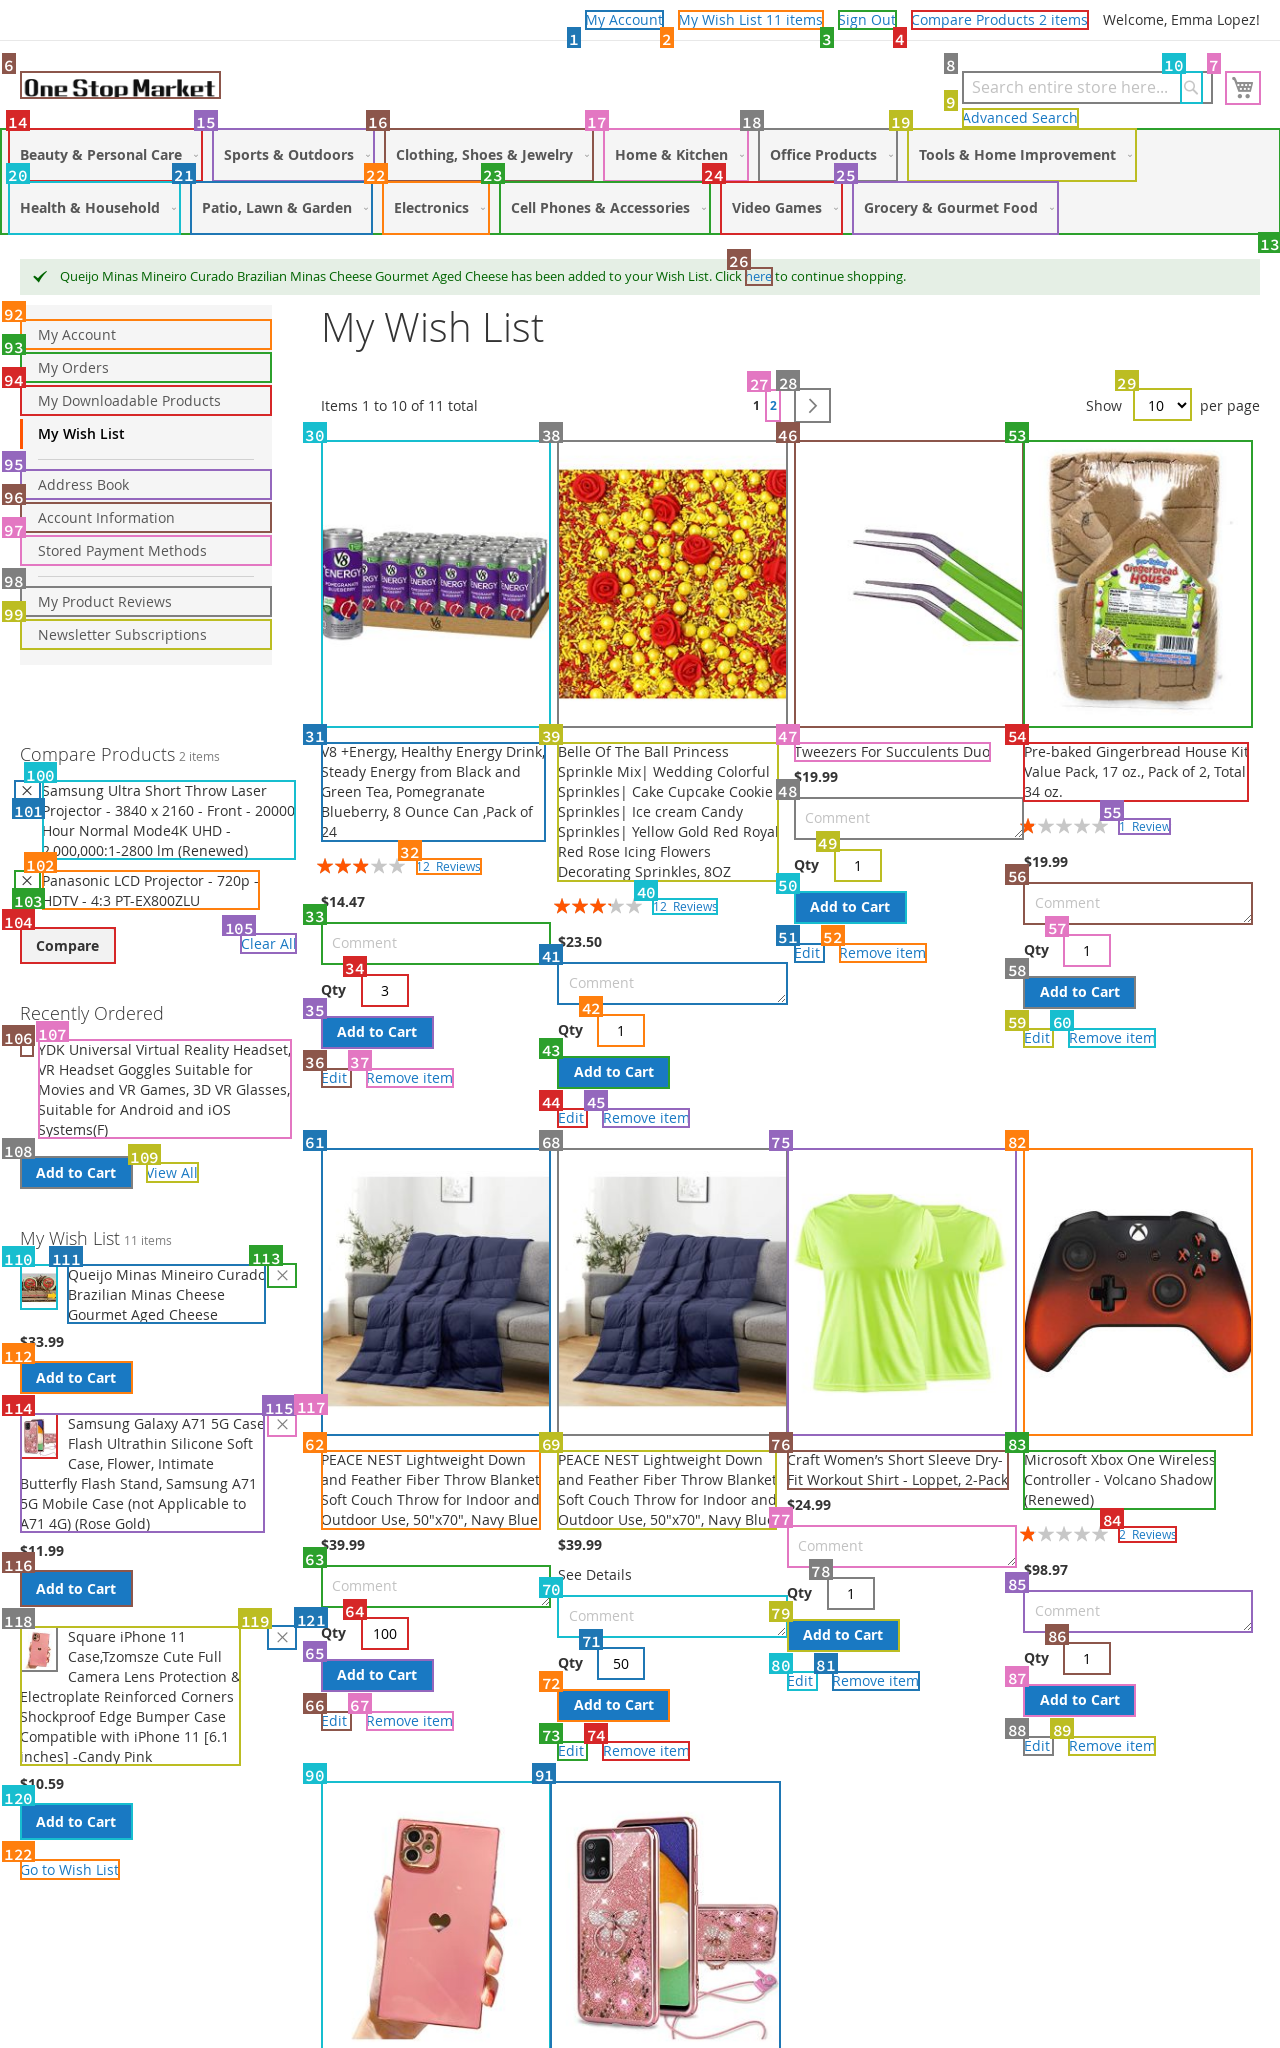 My Account
My Wish List 11 items
Sign Out
Compare Products 2 items
Welcome, Emma Lopez!
1
2
3
4
6
One Stop Market
8
Search entire store here...
10
7
9
Advanced Search
14
15
16
17
18
19
Beauty & Personal Care
Sports & Outdoors
Clothing, Shoes & Jewelry
Home & Kitchen
Office Products
Tools & Home Improvement
20
21
22
23
24
25
Health & Household
Patio, Lawn & Garden
Electronics
Cell Phones & Accessories
Video Games
Grocery & Gourmet Food
13
26
Queijo Minas Mineiro Curado Brazilian Minas Cheese Gourmet Aged Cheese has been added to your Wish List. Click here to continue shopping.
92
My Account
93
My Orders
94
My Downloadable Products
My Wish List
95
Address Book
96
Account Information
97
Stored Payment Methods
98
My Product Reviews
99
Newsletter Subscriptions
Compare Products 2 items
100
101
Samsung Ultra Short Throw Laser
Projector - 3840 x 2160 - Front - 20000
Hour Normal Mode4K UHD -
2,000,000:1-2800 lm (Renewed)
102
103
Panasonic LCD Projector - 720p -
HDTV - 4:3 PT-EX800ZLU
104
Compare
105
Clear All
Recently Ordered
106
107
YDK Universal Virtual Reality Headset,
VR Headset Goggles Suitable for
Movies and VR Games, 3D VR Glasses,
Suitable for Android and iOS
Systems(F)
108
Add to Cart
109
View All
My Wish List 11 items
110
111
113
Queijo Minas Mineiro Curado
Brazilian Minas Cheese
Gourmet Aged Cheese
$33.99
112
Add to Cart
114
115
117
Samsung Galaxy A71 5G Case
Flash Ultrathin Silicone Soft
Case, Flower, Intimate
Butterfly Flash Stand, Samsung A71
5G Mobile Case (not Applicable to
A71 4G) (Rose Gold)
$11.99
116
Add to Cart
118
119
121
Square iPhone 11
Case,Tzomsze Cute Full
Camera Lens Protection &
Electroplate Reinforced Corners
Shockproof Edge Bumper Case
Compatible with iPhone 11 [6.1
inches] -Candy Pink
$10.59
120
Add to Cart
122
Go to Wish List
My Wish List
Items 1 to 10 of 11 total
27
28
1
2
29
Show 10 per page
30
V8
ENERGY
POMEGRANATE
BLUEBERRY
31
V8 +Energy, Healthy Energy Drink,
Steady Energy from Black and
Green Tea, Pomegranate
Blueberry, 8 Ounce Can ,Pack of
24
32
12 Reviews
$14.47
33
Comment
34
Qty 3
35
Add to Cart
36
37
Edit
Remove item
38
39
Belle Of The Ball Princess
Sprinkle Mix| Wedding Colorful
Sprinkles| Cake Cupcake Cookie
Sprinkles| Ice cream Candy
Sprinkles| Yellow Gold Red Royal
Red Rose Icing Flowers
Decorating Sprinkles, 8OZ
40
12 Reviews
$23.50
41
Comment
42
Qty 1
43
Add to Cart
44
45
Edit
Remove item
46
47
Tweezers For Succulents Duo
$19.99
48
Comment
49
Qty 1
50
Add to Cart
51
52
Edit
Remove item
53
Gingerbread
House
54
Pre-baked Gingerbread House Kit
Value Pack, 17 oz., Pack of 2, Total
34 oz.
55
1 Review
$19.99
56
Comment
57
Qty 1
58
Add to Cart
59
60
Edit
Remove item
61
62
PEACE NEST Lightweight Down
and Feather Fiber Throw Blanket
Soft Couch Throw for Indoor and
Outdoor Use, 50"x70", Navy Blue
$39.99
63
Comment
64
Qty 100
65
Add to Cart
66
67
Edit
Remove item
68
69
PEACE NEST Lightweight Down
and Feather Fiber Throw Blanket
Soft Couch Throw for Indoor and
Outdoor Use, 50"x70", Navy Blue
$39.99
See Details
70
Comment
71
Qty 50
72
Add to Cart
73
74
Edit
Remove item
75
76
Craft Women’s Short Sleeve Dry-
Fit Workout Shirt - Loppet, 2-Pack
$24.99
77
Comment
78
Qty 1
79
Add to Cart
80
81
Edit
Remove item
82
Y
X
B
A
83
Microsoft Xbox One Wireless
Controller - Volcano Shadow
(Renewed)
84
2 Reviews
$98.97
85
Comment
86
Qty 1
87
Add to Cart
88
89
Edit
Remove item
90
91